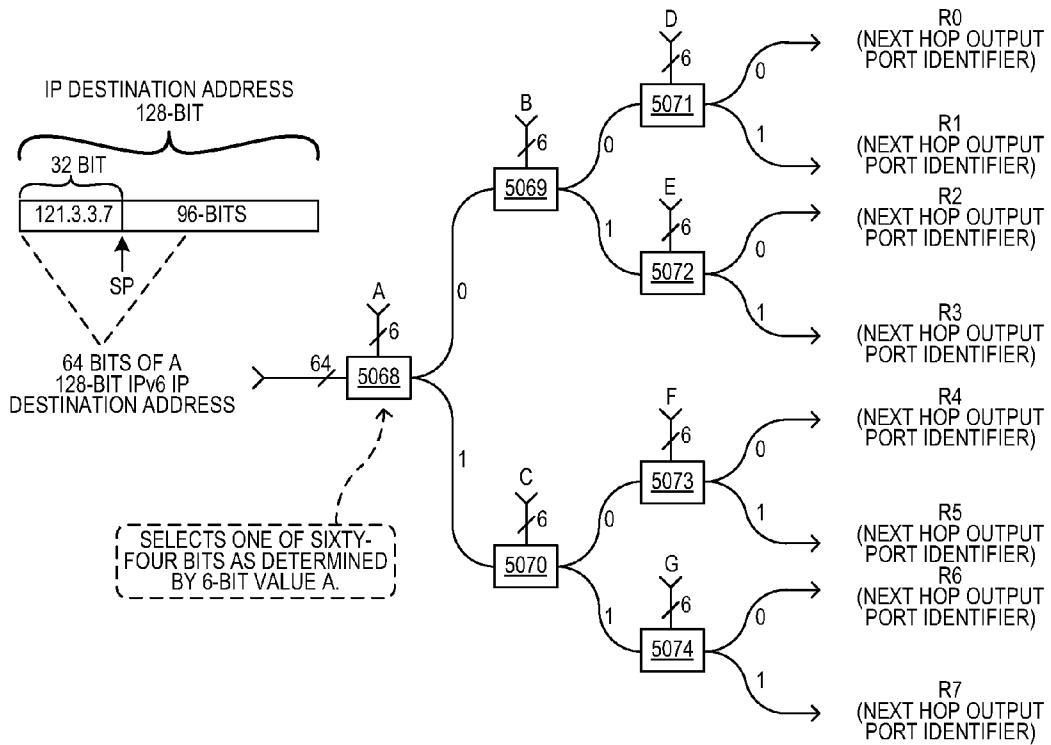 IP DESTINATION ADDRESS
128-BIT
32 BIT
121.3.3.7
96-BITS
SP
64 BITS OF A
128-BIT IPv6 IP
DESTINATION ADDRESS
64
A
6
5068
0
1
SELECTS ONE OF SIXTY-
FOUR BITS AS DETERMINED
BY 6-BIT VALUE A.
B
6
5069
0
1
C
6
5070
0
1
D
6
5071
0
1
E
6
5072
0
1
F
6
5073
0
1
G
6
5074
0
1
R0
(NEXT HOP OUTPUT
PORT IDENTIFIER)
R1
(NEXT HOP OUTPUT
PORT IDENTIFIER)
R2
(NEXT HOP OUTPUT
PORT IDENTIFIER)
R3
(NEXT HOP OUTPUT
PORT IDENTIFIER)
R4
(NEXT HOP OUTPUT
PORT IDENTIFIER)
R5
(NEXT HOP OUTPUT
PORT IDENTIFIER)
R6
(NEXT HOP OUTPUT
PORT IDENTIFIER)
R7
(NEXT HOP OUTPUT
PORT IDENTIFIER)